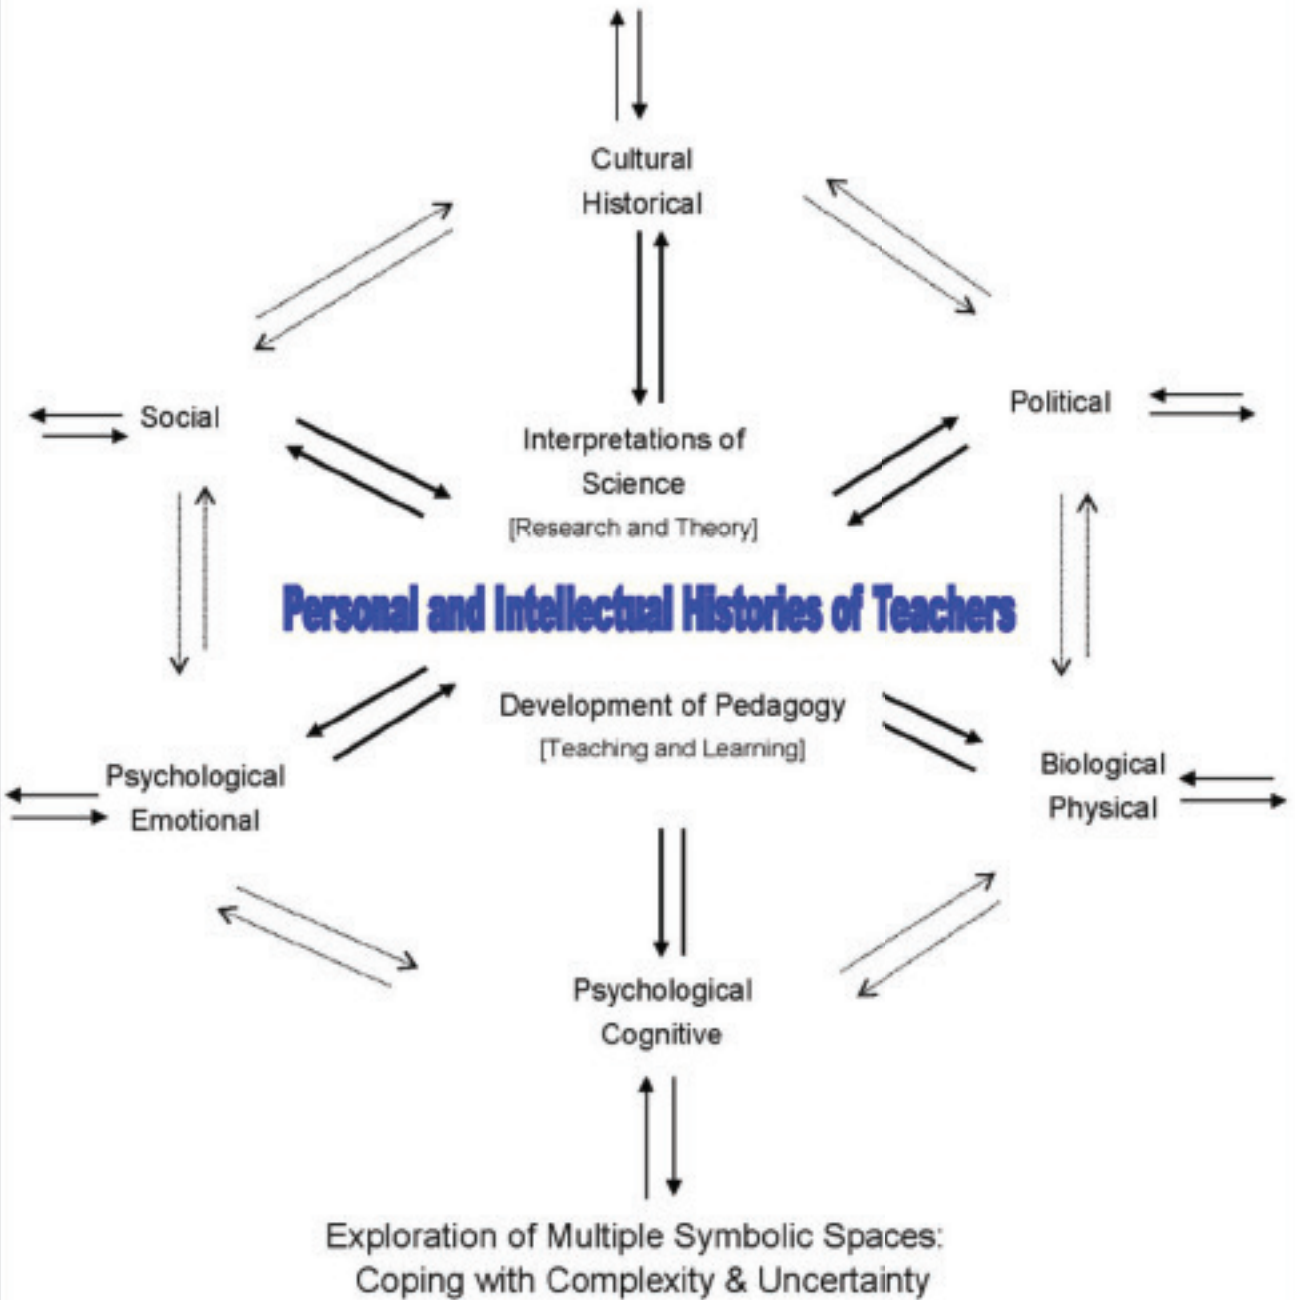 Cultural
Historical
Social
Political
Interpretations of
Science
[Research and Theory]
Personal and Intellectual Histories of Teachers
Development of Pedagogy
[Teaching and Learning]
Psychological
Emotional
Biological
Physical
Psychological
Cognitive
Exploration of Multiple Symbolic Spaces:
Coping with Complexity & Uncertainty